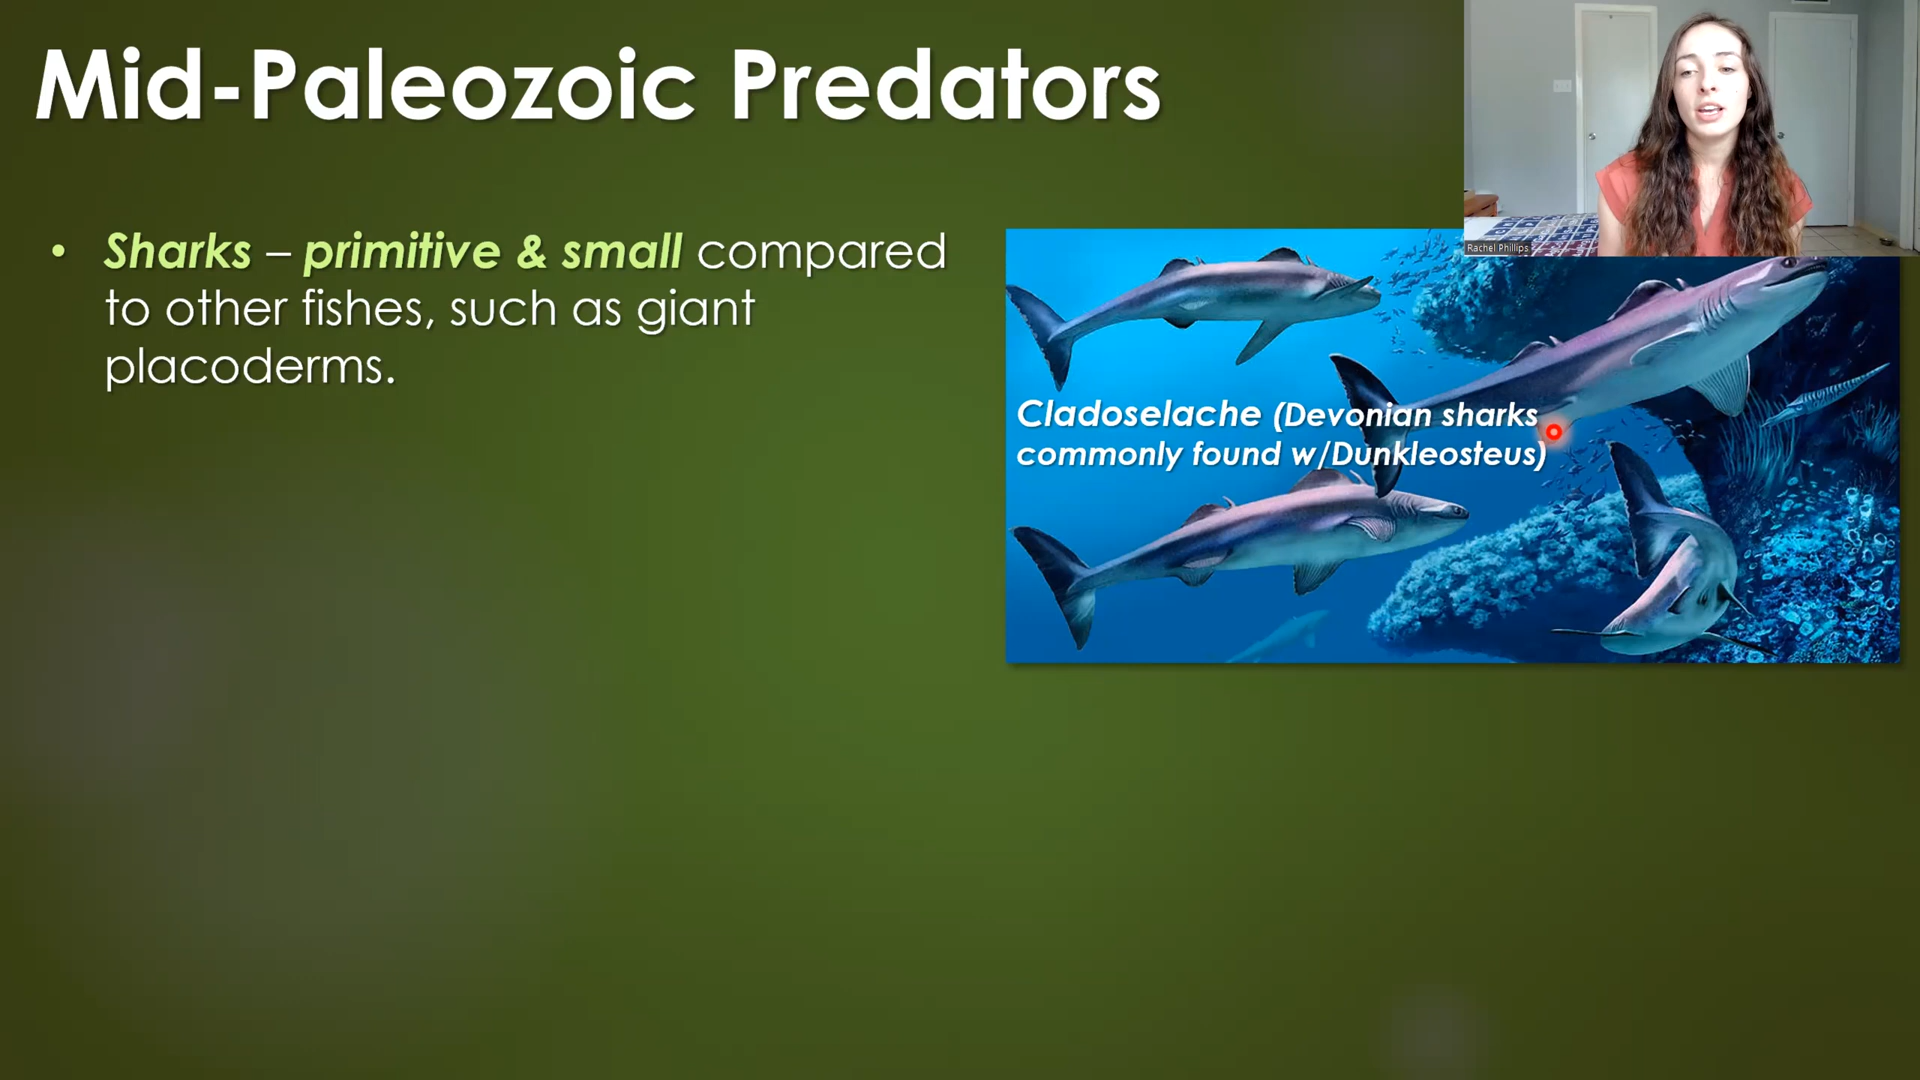 Mid-Paleozoic Predators
• Sharks – primitive & small compared
to other fishes, such as giant
placoderms.
Cladoselache (Devonian sharks
commonly found w/Dunkleosteus)
Rachel Phillips